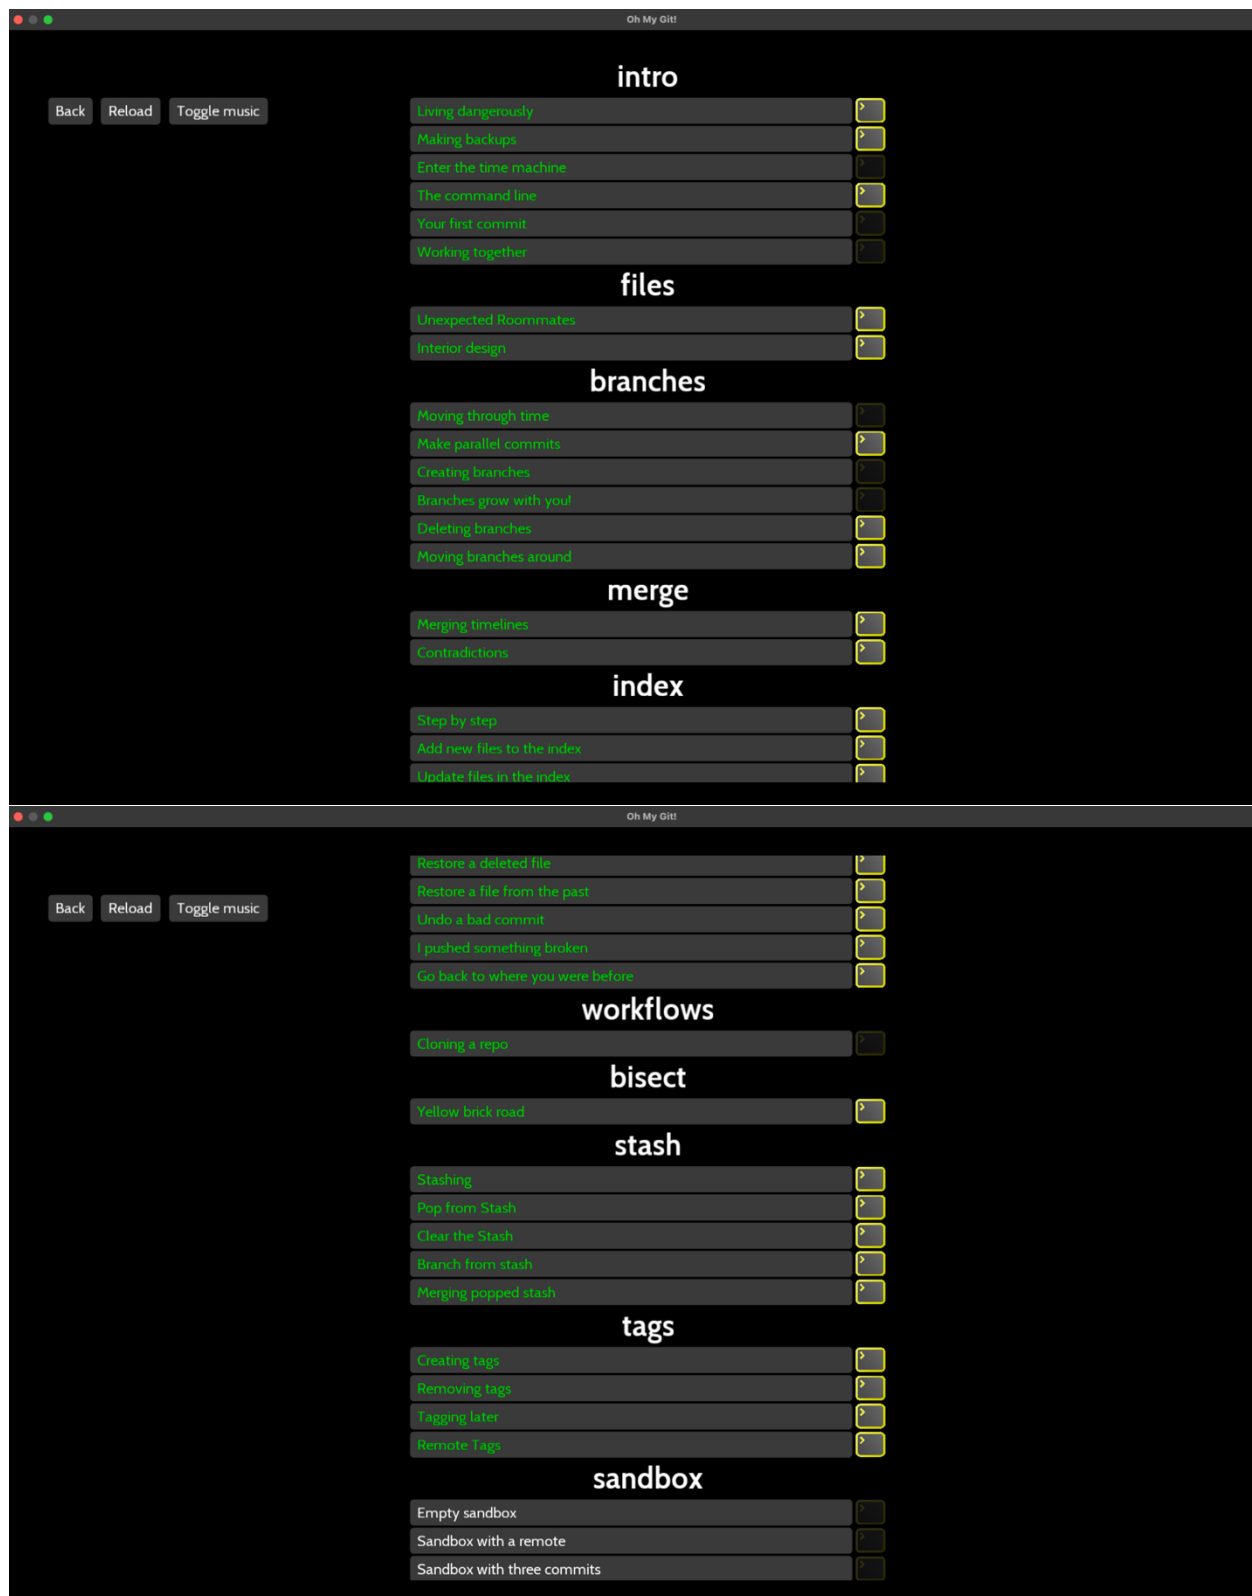 Oh My Git!
intro
Back Reload Toggle music
Living dangerously
Making backups
Enter the time machine
The command line
Your first commit
Working together
files
Unexpected Roommates
Interior design
branches
Moving through time
Make parallel commits
Creating branches
Branches grow with you!
Deleting branches
Moving branches around
merge
Merging timelines
Contradictions
index
Step by step
Add new files to the index
Update files in the index
Oh My Git!
Restore a deleted file
Back Reload Toggle music
Restore a file from the past
Undo a bad commit
I pushed something broken
Go back to where you were before
workflows
Cloning a repo
bisect
Yellow brick road
stash
Stashing
Pop from Stash
Clear the Stash
Branch from stash
Merging popped stash
tags
Creating tags
Removing tags
Tagging later
Remote Tags
sandbox
Empty sandbox
Sandbox with a remote
Sandbox with three commits